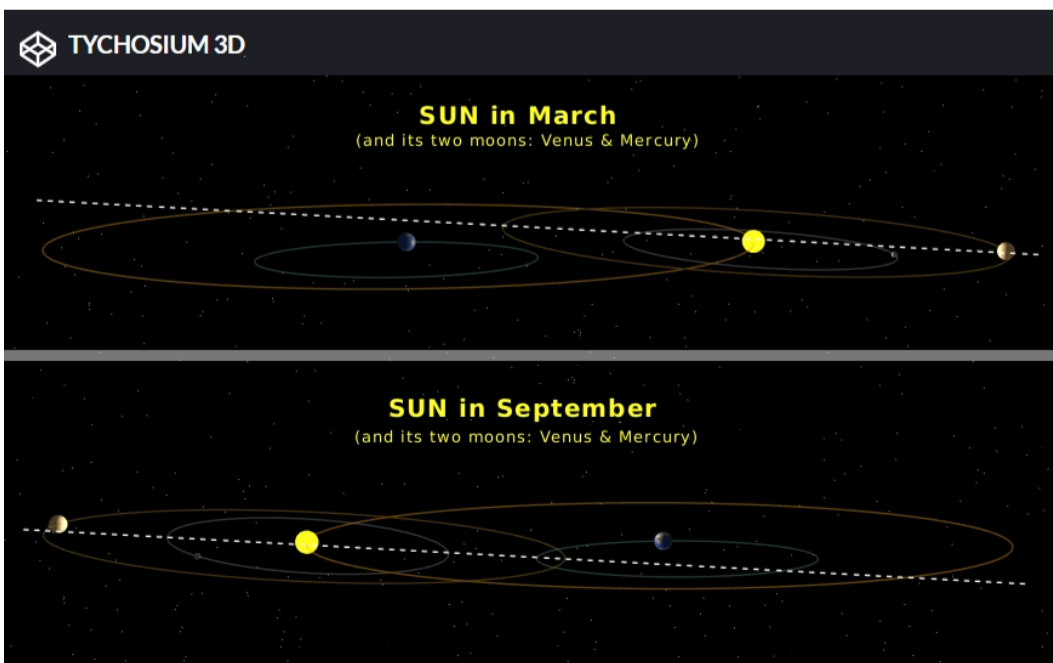 TYCHOSIUM 3D
SUN in March
(and its two moons: Venus & Mercury)
SUN in September
(and its two moons: Venus & Mercury)